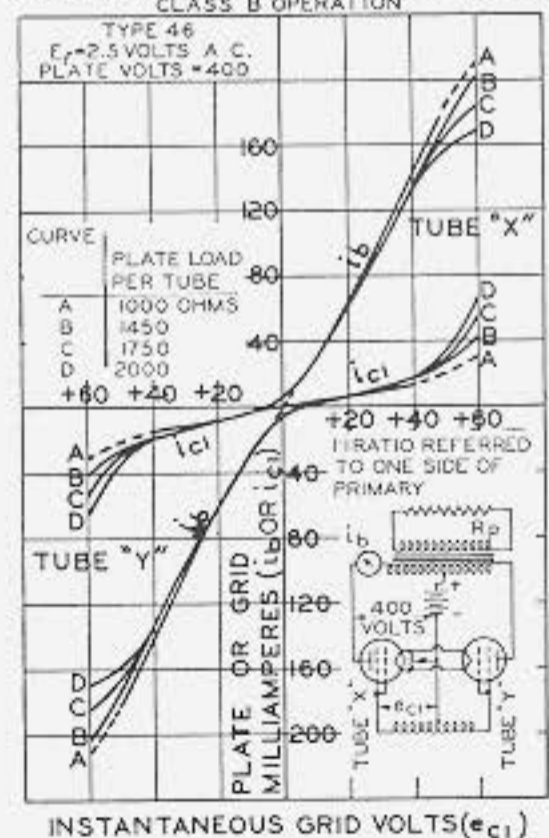 CLASS B OPERATION
TYPE 46
Ef=2.5 VOLTS A C.
PLATE VOLTS =400
A
B
C
D
160
120
TUBE "X"
ib
CURVE
PLATE LOAD
PER TUBE
A 1000 OHMS
B 1450
C 1750
D 2000
80
40
D
C
B
A
ic1
+60 +40 +20
+20 +40 +60
A
B
C
D
ic1
40
1:1 RATIO REFERRED
TO ONE SIDE OF
PRIMARY
ib
TUBE "Y"
80
120
160
200
D
C
B
A
PLATE OR GRID
MILLIAMPERES (ib OR ic1)
Rp
ib
+
-
400
VOLTS
ec1
TUBE "X"
TUBE "Y"
INSTANTANEOUS GRID VOLTS(ec1)